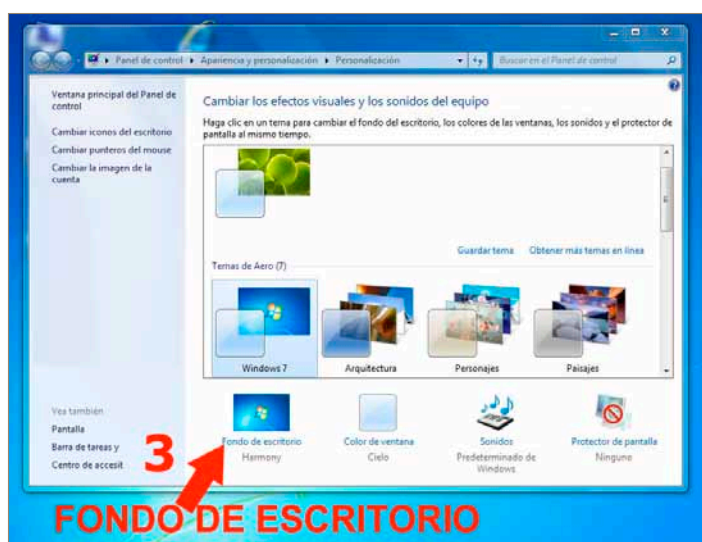 Panel de control ▸ Apariencia y personalización ▸ Personalización
Buscar en el Panel de control
Ventana principal del Panel de
control
Cambiar iconos del escritorio
Cambiar punteros del mouse
Cambiar la imagen de la
cuenta
Cambiar los efectos visuales y los sonidos del equipo
Haga clic en un tema para cambiar el fondo del escritorio, los colores de las ventanas, los sonidos y el protector de
pantalla al mismo tiempo.
Guardar tema Obtener más temas en línea
Temas de Aero (7)
Windows 7 Arquitectura Personajes Paisajes
Vea también
Pantalla
Barra de tareas y
Centro de accesit
3
Fondo de escritorio Color de ventana Sonidos Protector de pantalla
Harmony Cielo Predeterminado de Ninguno
Windows
FONDO DE ESCRITORIO